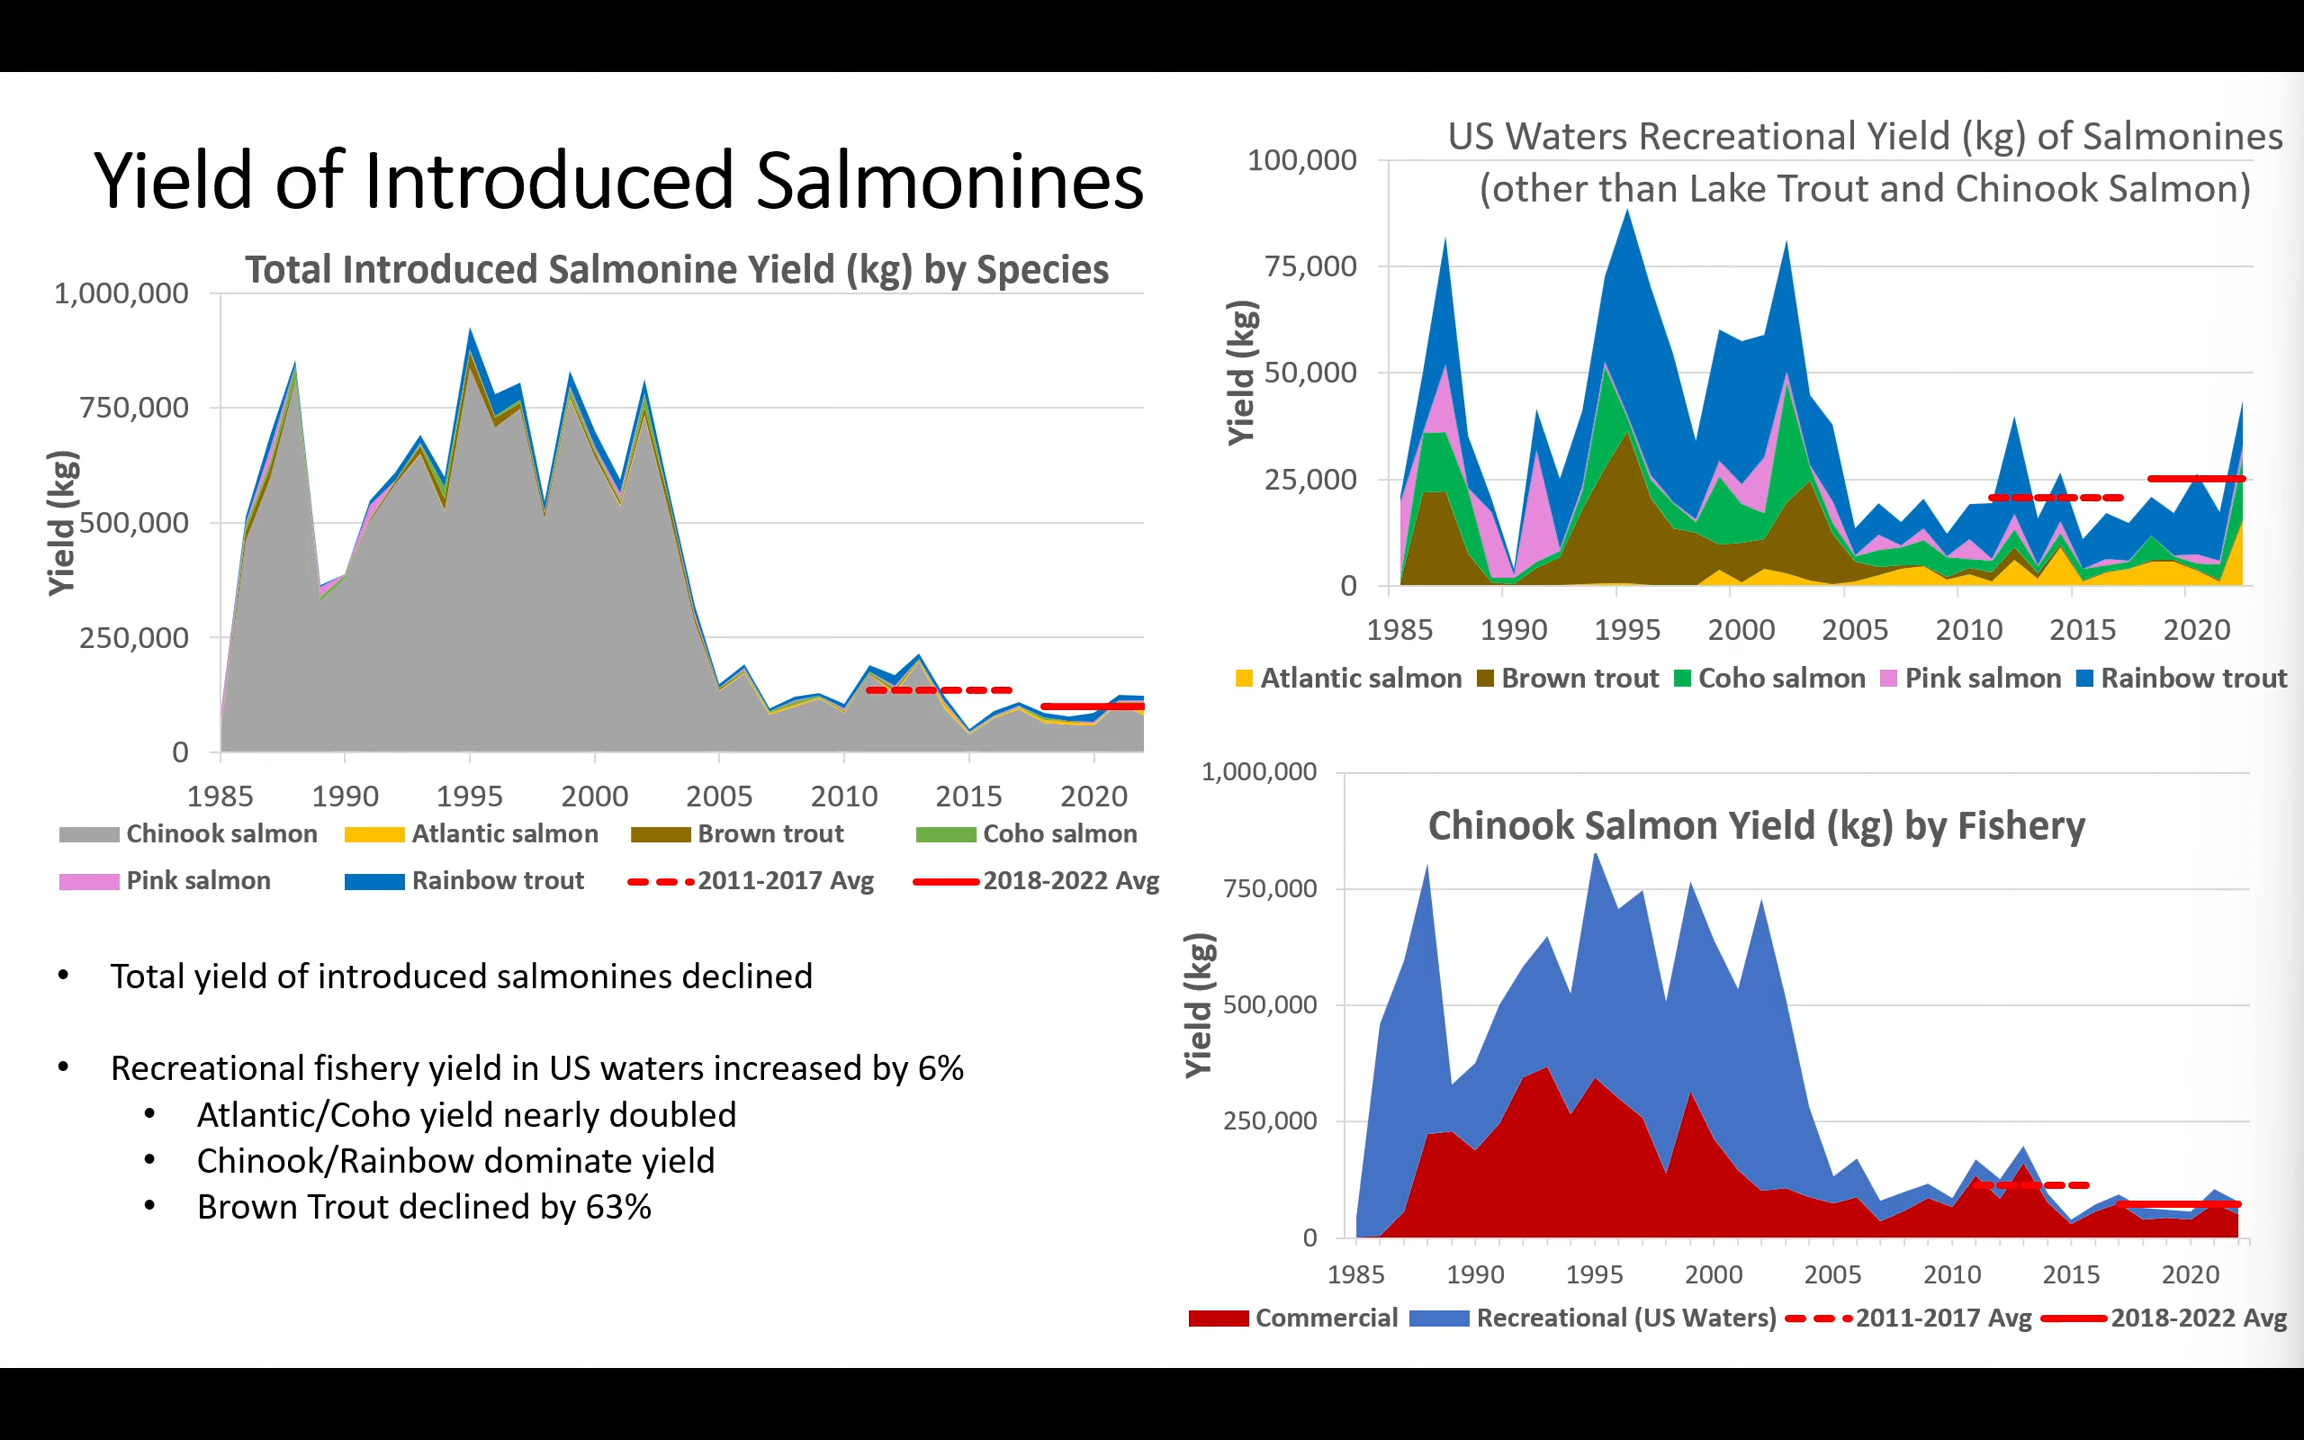 Yield of Introduced Salmonines
Total Introduced Salmonine Yield (kg) by Species
Yield (kg)
1,000,000
750,000
500,000
250,000
0
1985 1990 1995 2000 2005 2010 2015 2020
Chinook salmon Atlantic salmon Brown trout Coho salmon
Pink salmon Rainbow trout 2011-2017 Avg 2018-2022 Avg
• Total yield of introduced salmonines declined
• Recreational fishery yield in US waters increased by 6%
• Atlantic/Coho yield nearly doubled
• Chinook/Rainbow dominate yield
• Brown Trout declined by 63%
US Waters Recreational Yield (kg) of Salmonines
(other than Lake Trout and Chinook Salmon)
Yield (kg)
100,000
75,000
50,000
25,000
0
1985 1990 1995 2000 2005 2010 2015 2020
Atlantic salmon Brown trout Coho salmon Pink salmon Rainbow trout
Chinook Salmon Yield (kg) by Fishery
Yield (kg)
1,000,000
750,000
500,000
250,000
0
1985 1990 1995 2000 2005 2010 2015 2020
Commercial Recreational (US Waters) 2011-2017 Avg 2018-2022 Avg